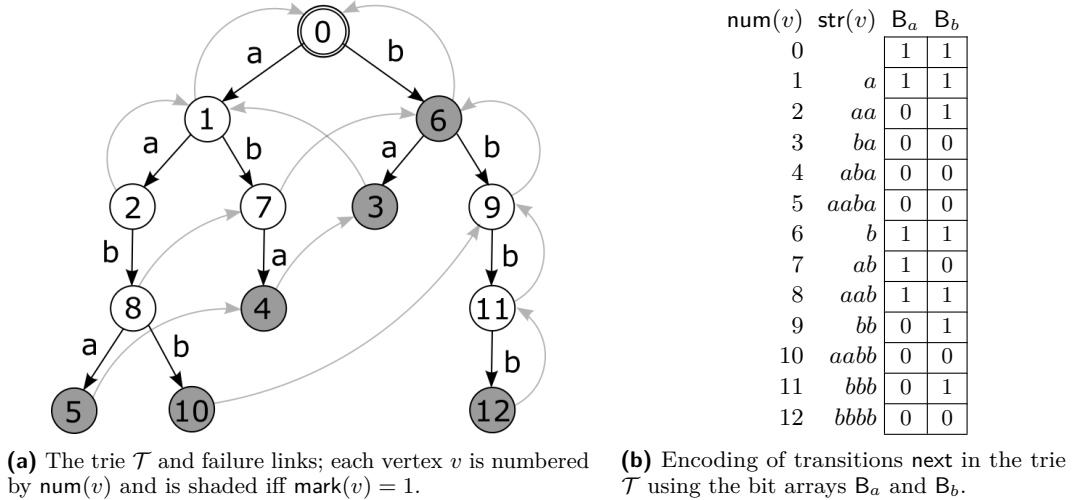 0
a
b
1
6
a
b
a
b
2
7
3
9
b
a
b
8
4
11
a
b
b
5
10
12
(a) The trie 𝒯 and failure links; each vertex v is numbered
by num(v) and is shaded iff mark(v) = 1.
num(v) str(v) B_a B_b
0 1 1
1 a 1 1
2 aa 0 1
3 ba 0 0
4 aba 0 0
5 aaba 0 0
6 b 1 1
7 ab 1 0
8 aab 1 1
9 bb 0 1
10 aabb 0 0
11 bbb 0 1
12 bbbb 0 0
(b) Encoding of transitions next in the trie
𝒯 using the bit arrays B_a and B_b.